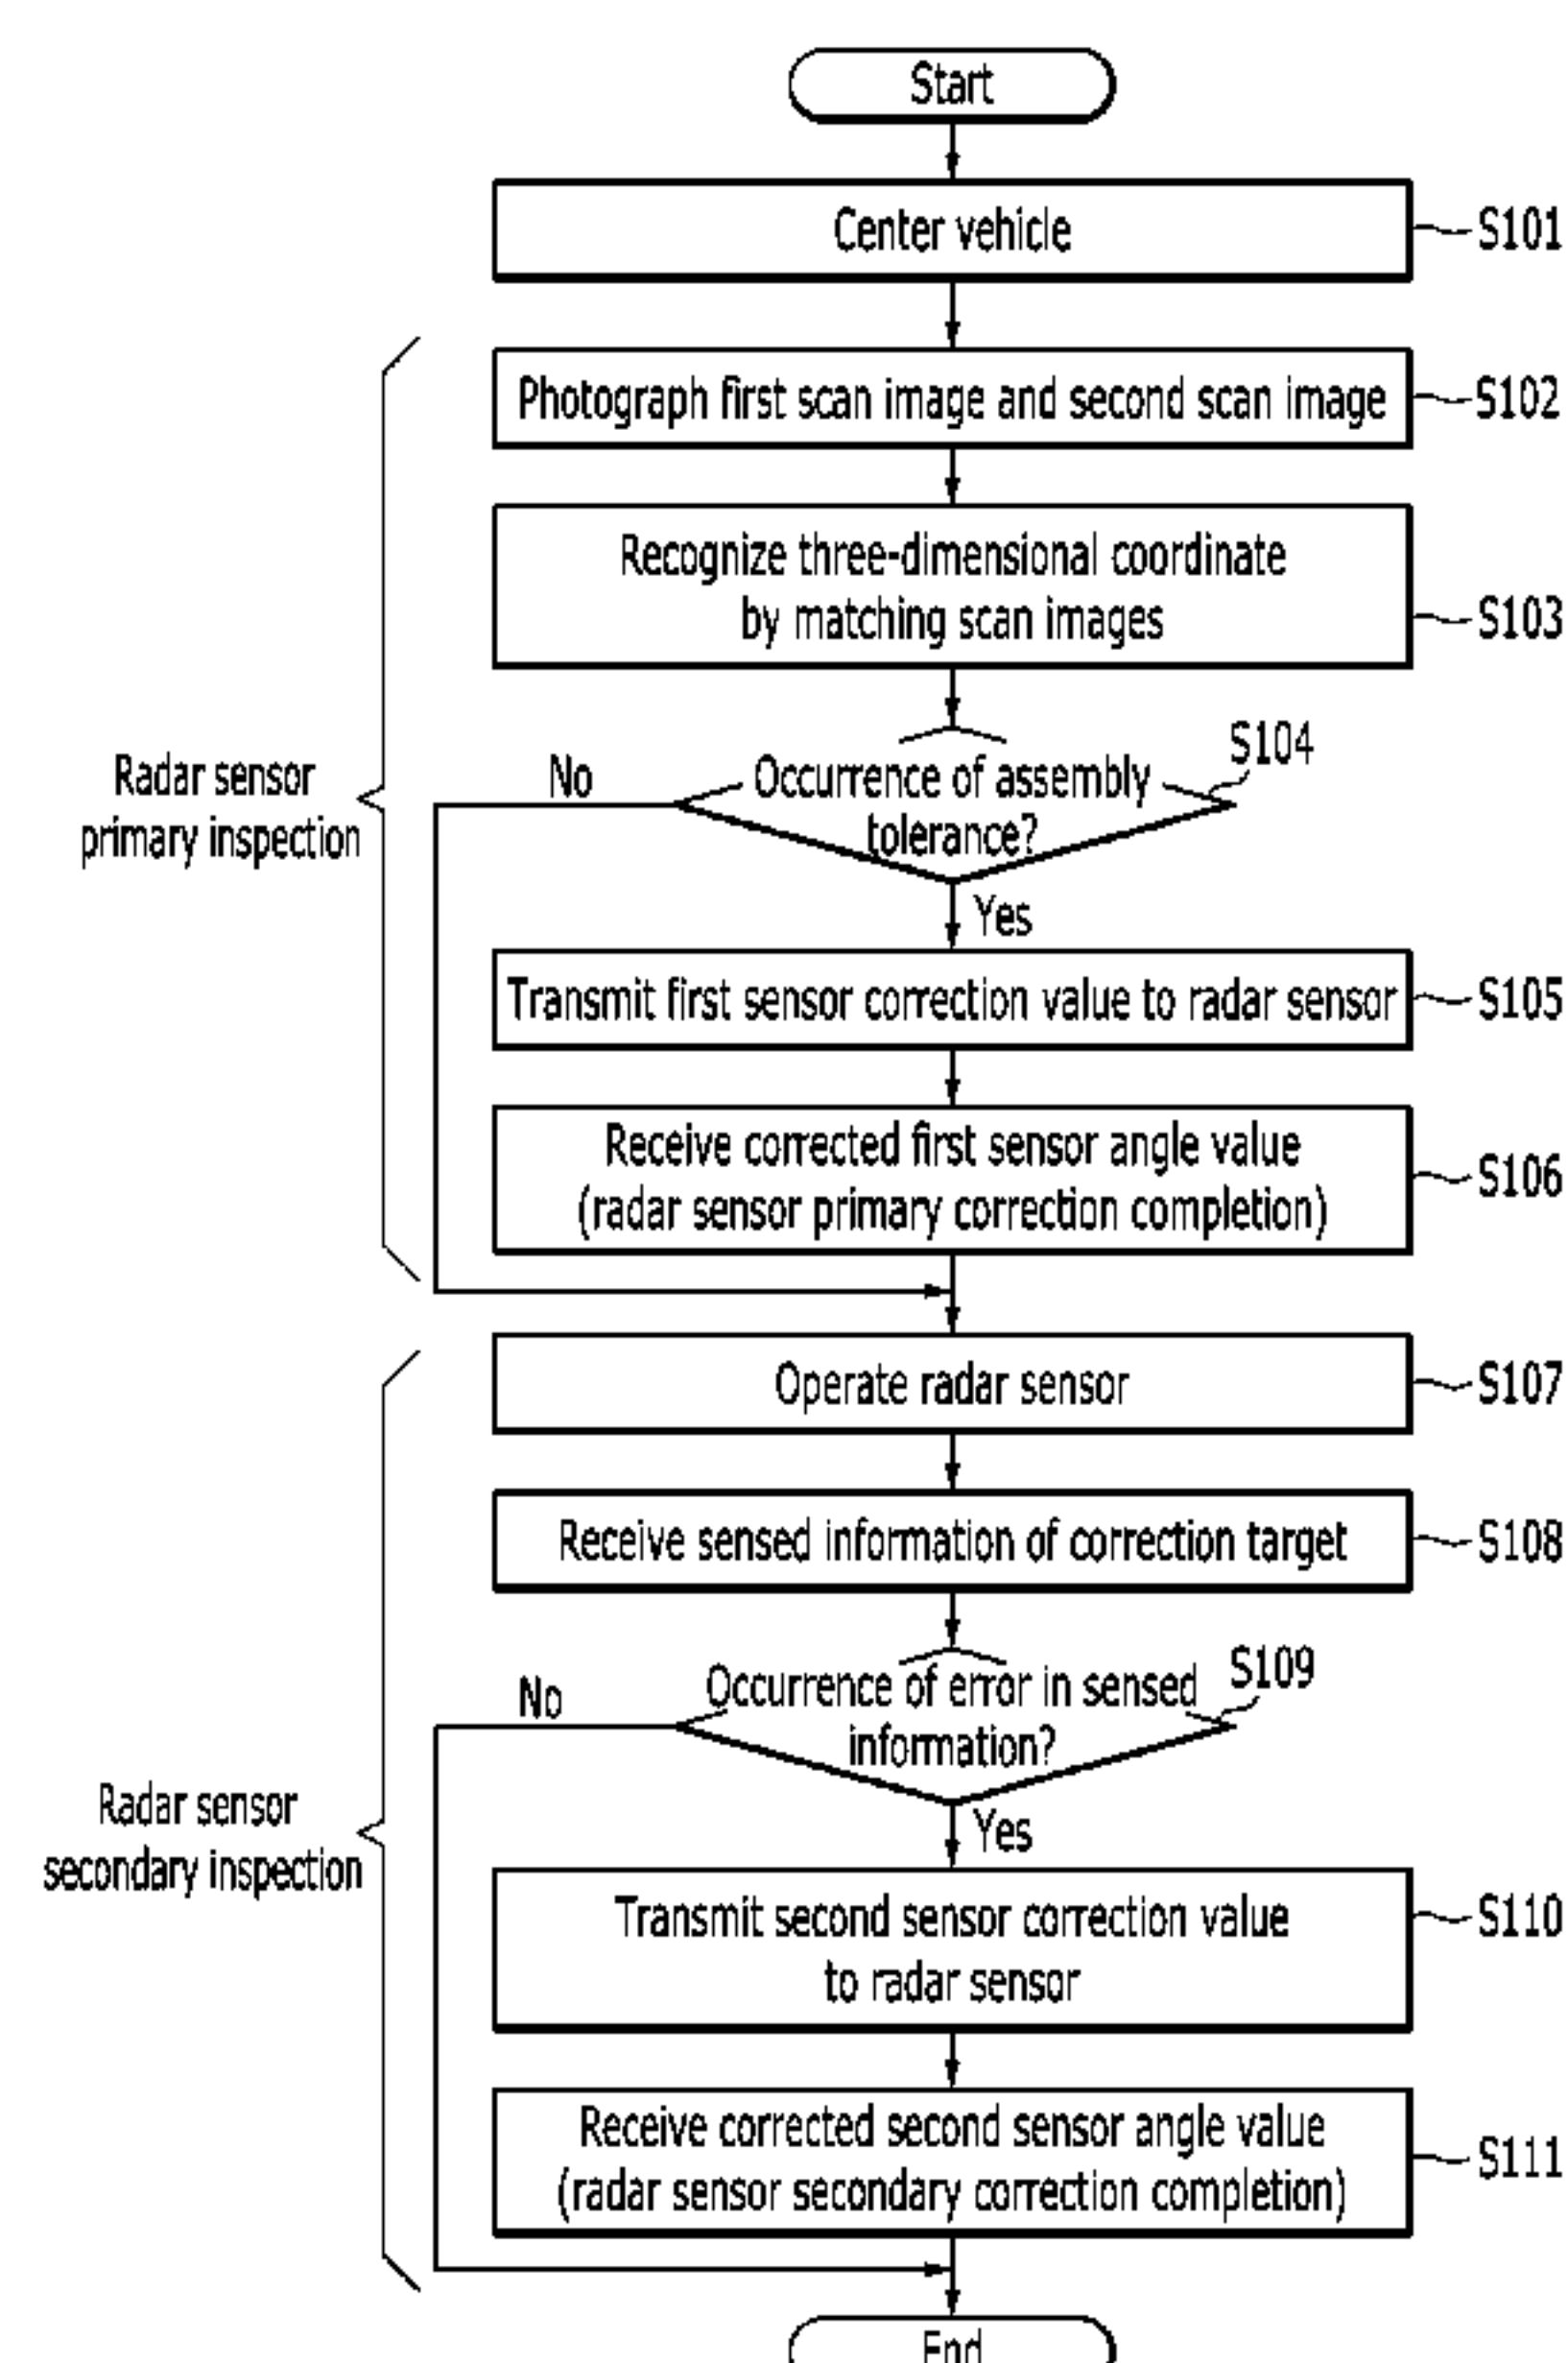 Start
Center vehicle
S101
Photograph first scan image and second scan image
S102
Recognize three-dimensional coordinate
by matching scan images
S103
Radar sensor
primary inspection
No
Occurrence of assembly
tolerance?
S104
Yes
Transmit first sensor correction value to radar sensor
S105
Receive corrected first sensor angle value
(radar sensor primary correction completion)
S106
Operate radar sensor
S107
Receive sensed information of correction target
S108
No
Occurrence of error in sensed
information?
S109
Radar sensor
secondary inspection
Yes
Transmit second sensor correction value
to radar sensor
S110
Receive corrected second sensor angle value
(radar sensor secondary correction completion)
S111
End